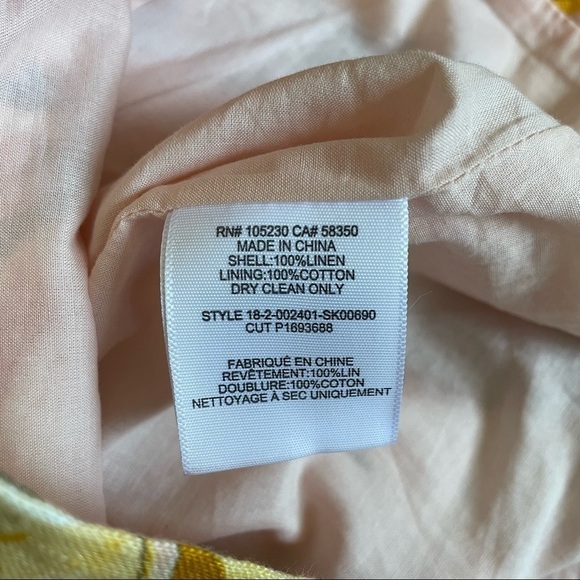 RN# 105230 CA# 58350
MADE IN CHINA
SHELL:100%LINEN
LINING:100%COTTON
DRY CLEAN ONLY
STYLE 18-2-002401-SK00690
CUT P1693688
FABRIQUÉ EN CHINE
REVÊTEMENT:100%LIN
DOUBLURE:100%COTON
NETTOYAGE À SEC UNIQUEMENT